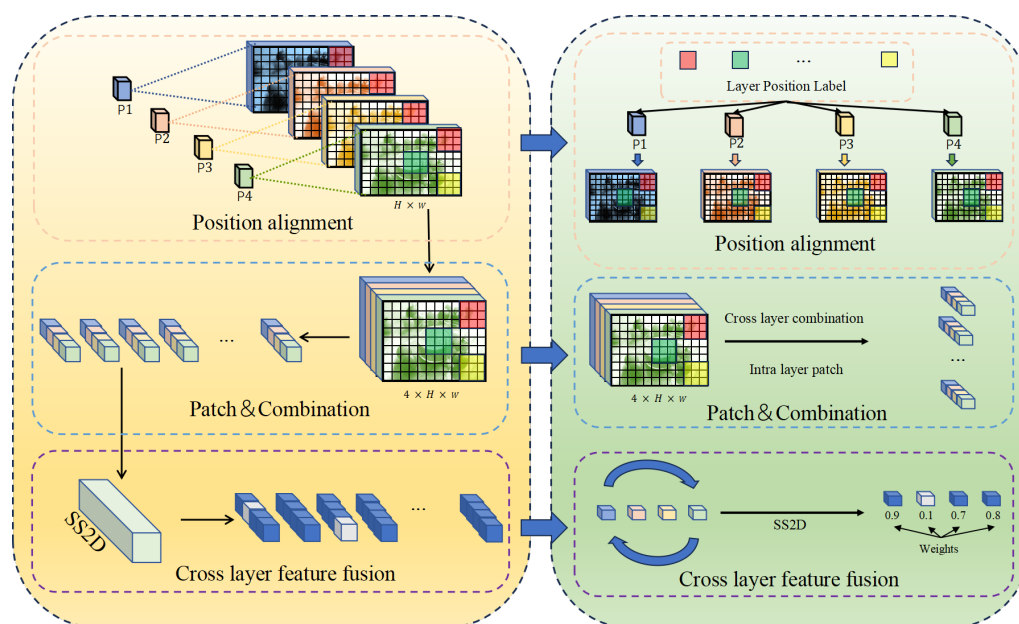 P1
P2
P3
P4
H × w
Position alignment
...
4 × H × w
Patch&Combination
SS2D
...
Cross layer feature fusion
...
Layer Position Label
P1 P2 P3 P4
Position alignment
Cross layer combination
Intra layer patch
...
4 × H × w
Patch&Combination
SS2D
0.9 0.1 0.7 0.8
Weights
Cross layer feature fusion